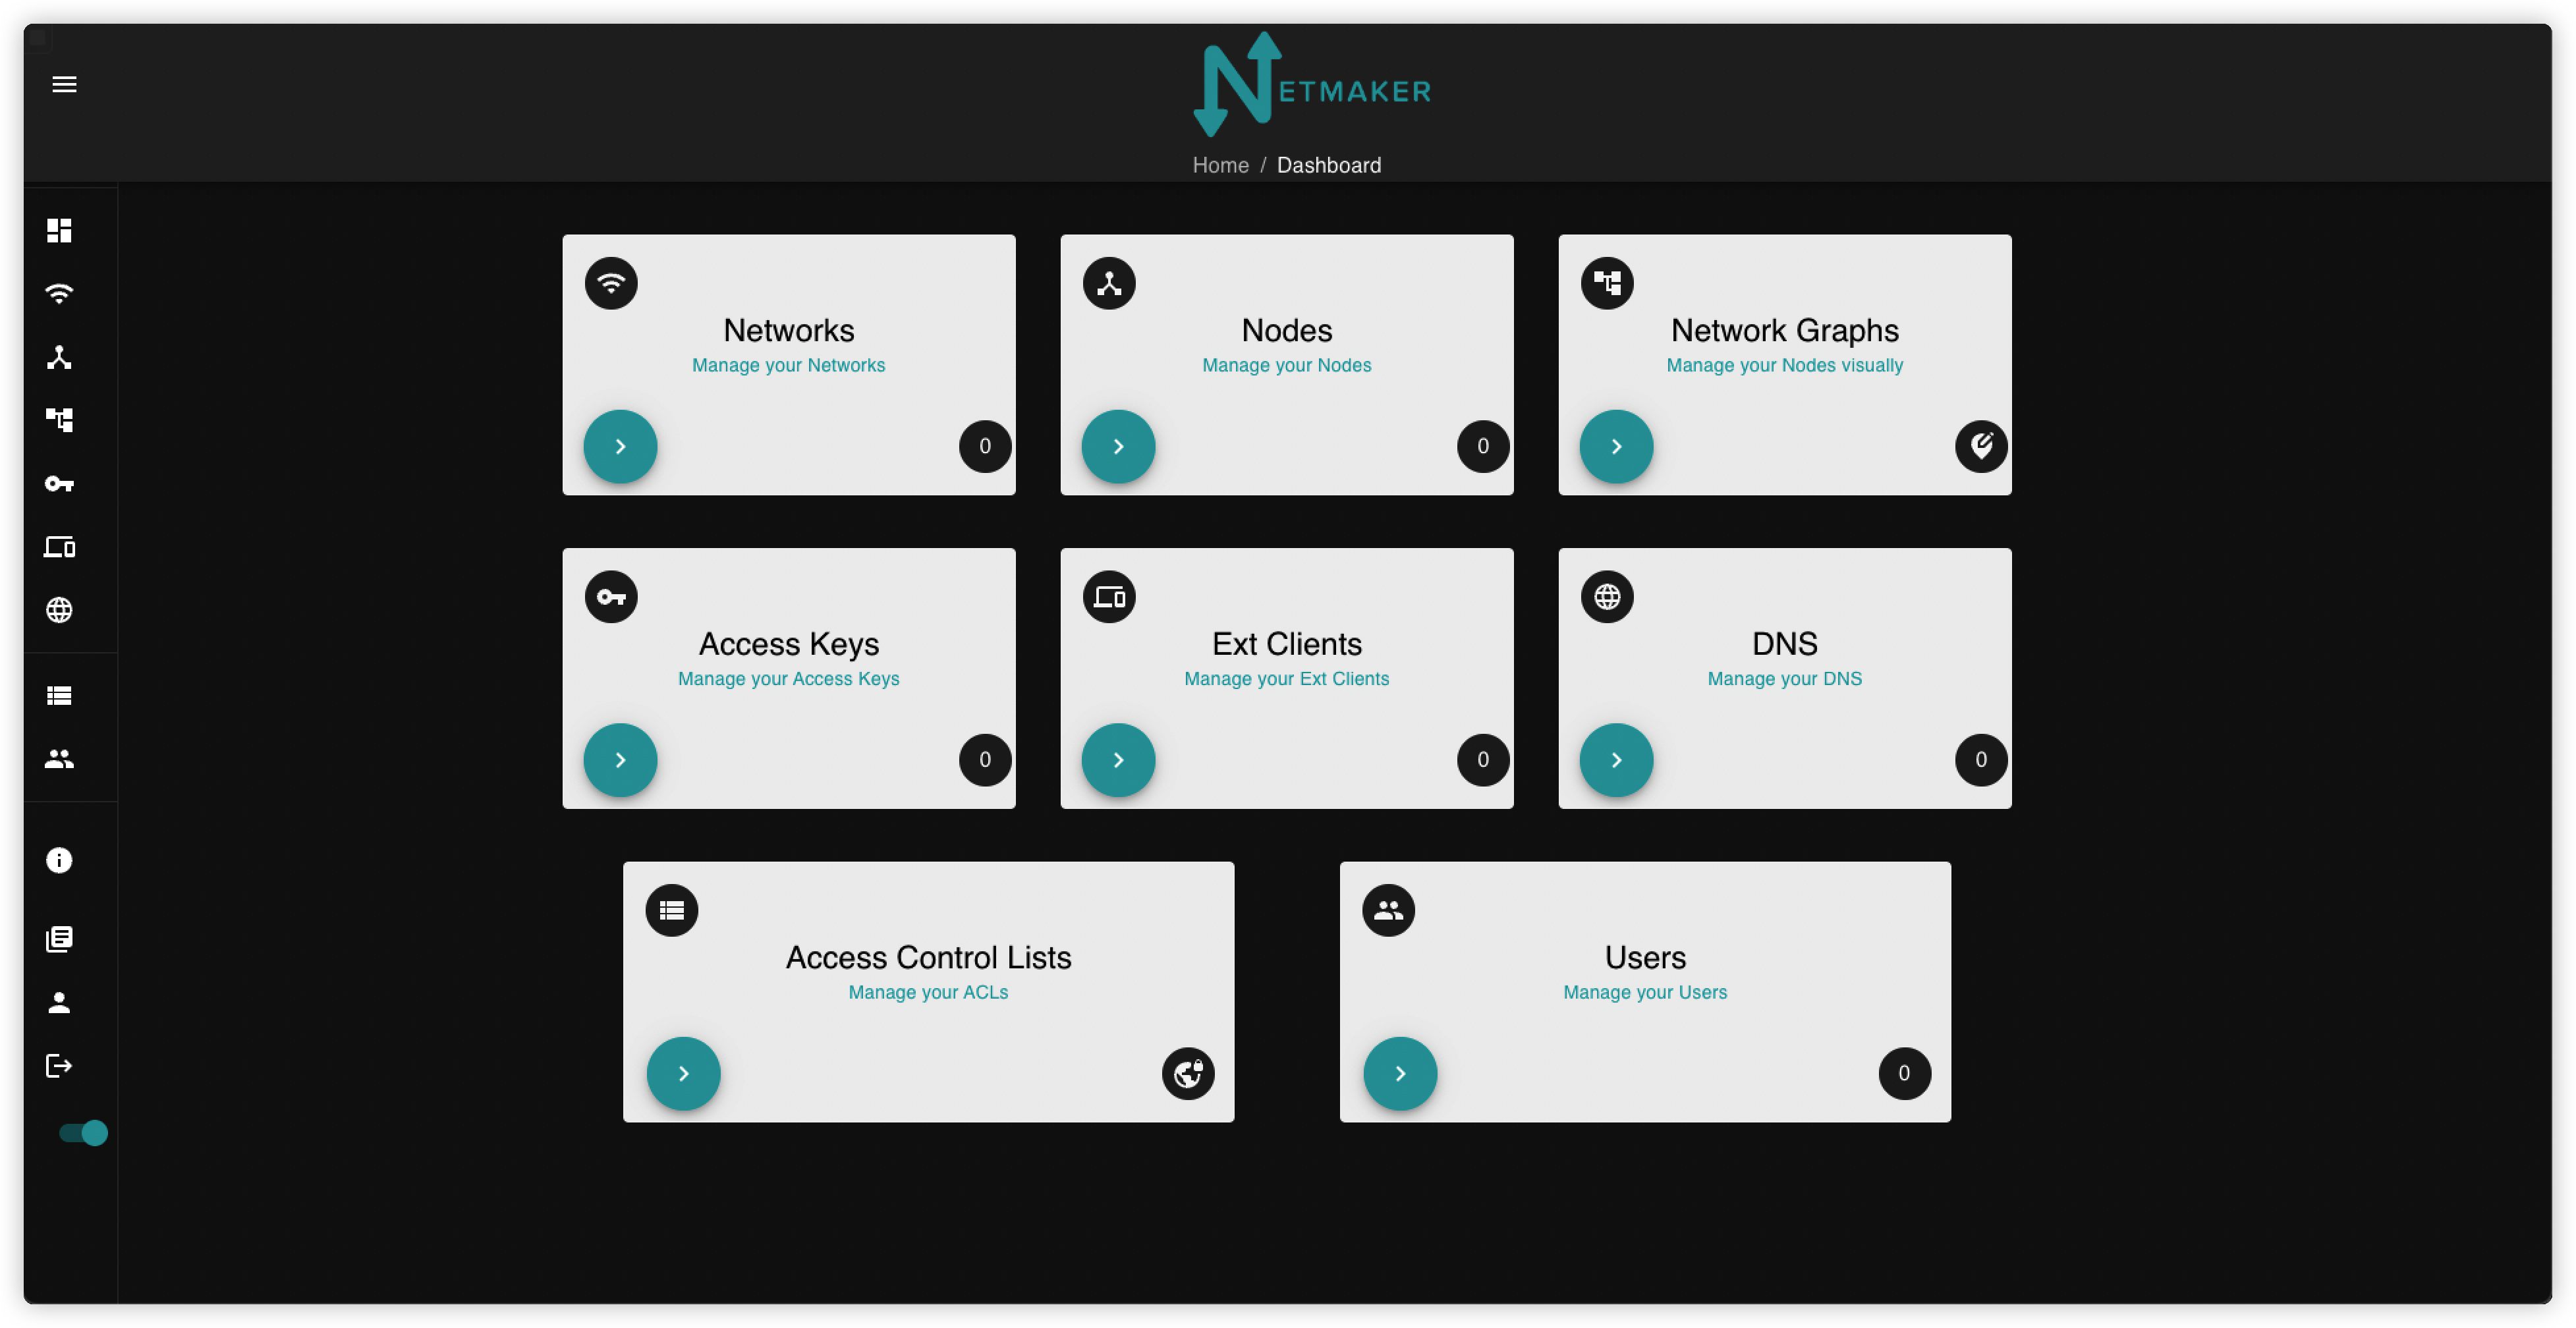 NETMAKER
Home / Dashboard
Networks
Manage your Networks
0
Nodes
Manage your Nodes
0
Network Graphs
Manage your Nodes visually
Access Keys
Manage your Access Keys
0
Ext Clients
Manage your Ext Clients
0
DNS
Manage your DNS
0
Access Control Lists
Manage your ACLs
Users
Manage your Users
0